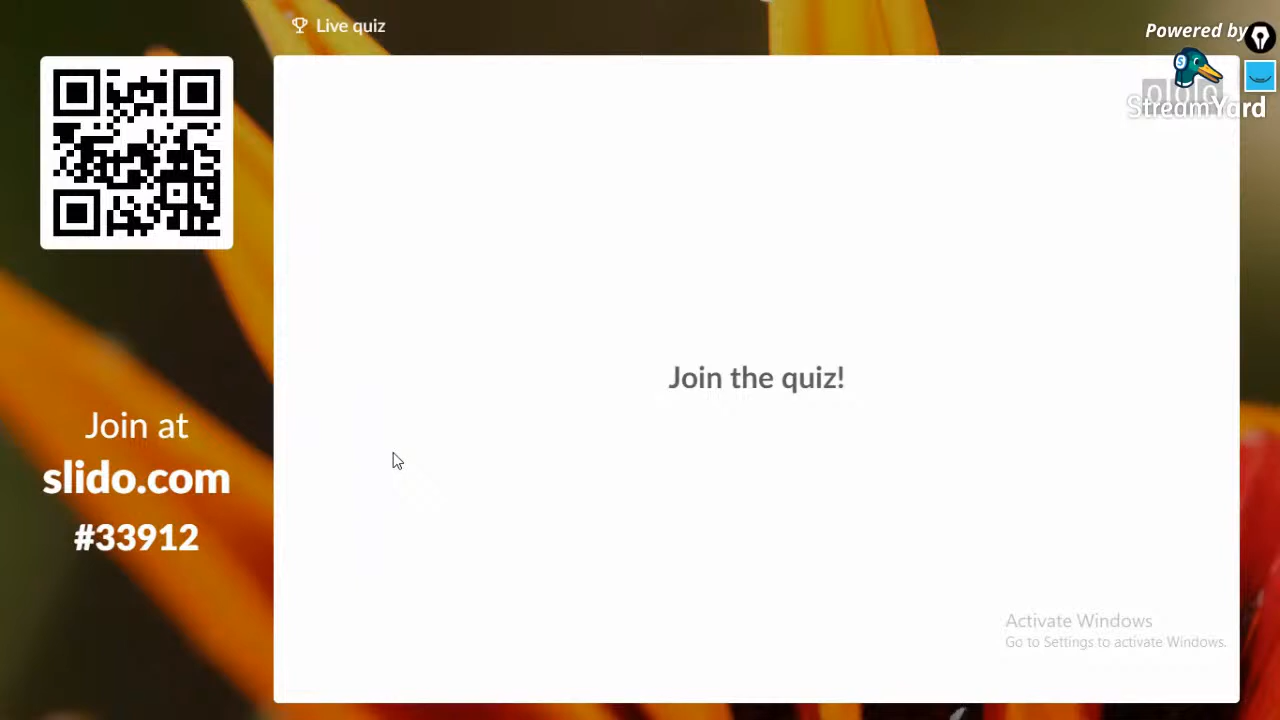 Live quiz
Powered by
StreamYard
Join the quiz!
Join at
slido.com
#33912
Activate Windows
Go to Settings to activate Windows.